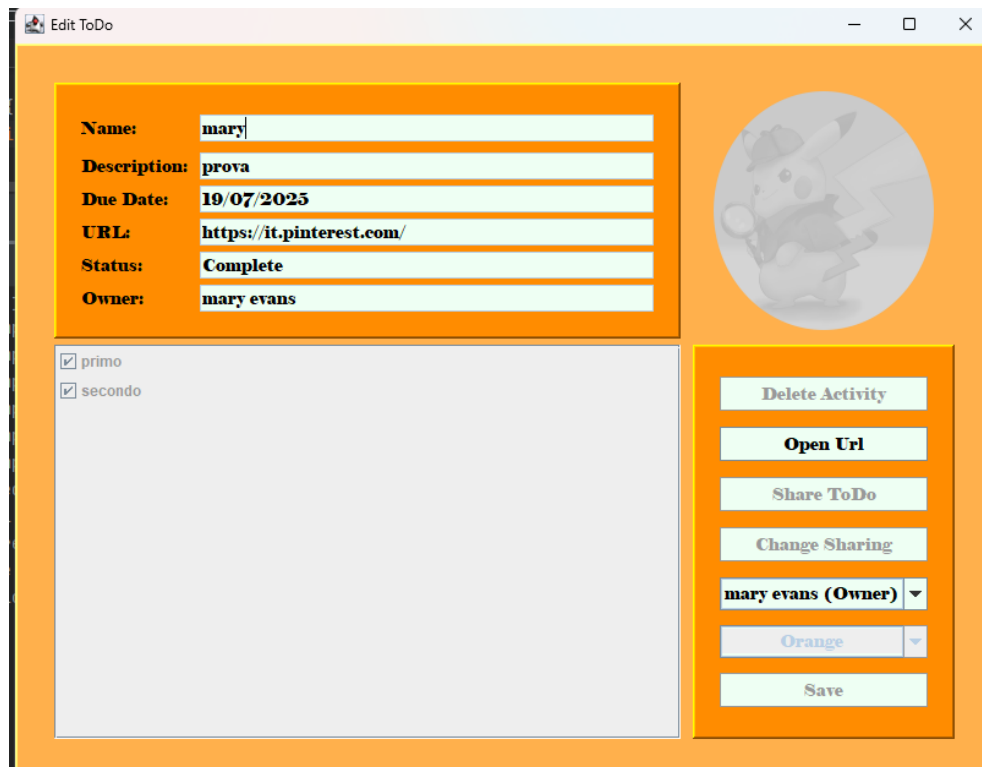 Edit ToDo
Name: mary
Description: prova
Due Date: 19/07/2025
URL: https://it.pinterest.com/
Status: Complete
Owner: mary evans
primo
secondo
Delete Activity
Open Url
Share ToDo
Change Sharing
mary evans (Owner)
Orange
Save